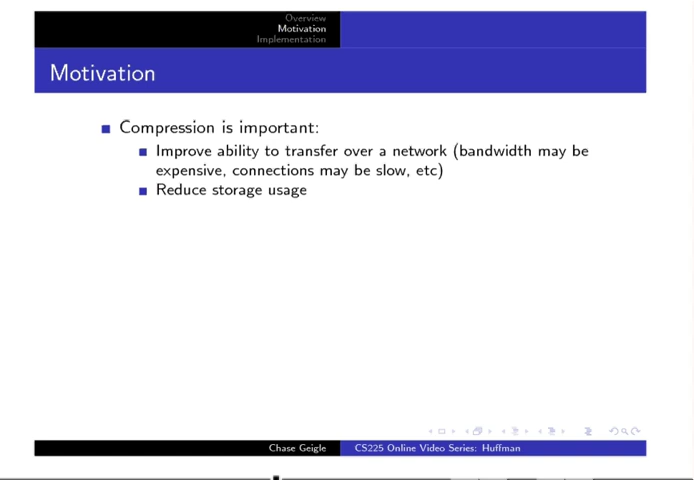 Overview
Motivation
Implementation
Motivation
Compression is important:
Improve ability to transfer over a network (bandwidth may be
expensive, connections may be slow, etc)
Reduce storage usage
Chase Geigle
CS225 Online Video Series: Huffman